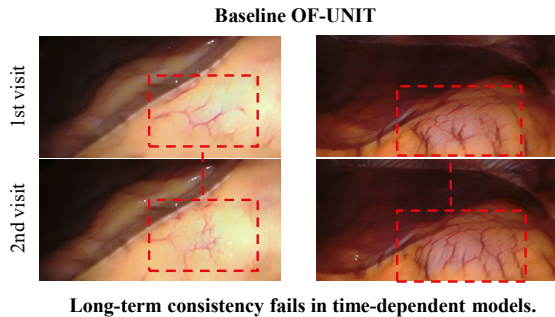 Baseline OF-UNIT
1st visit
2nd visit
Long-term consistency fails in time-dependent models.